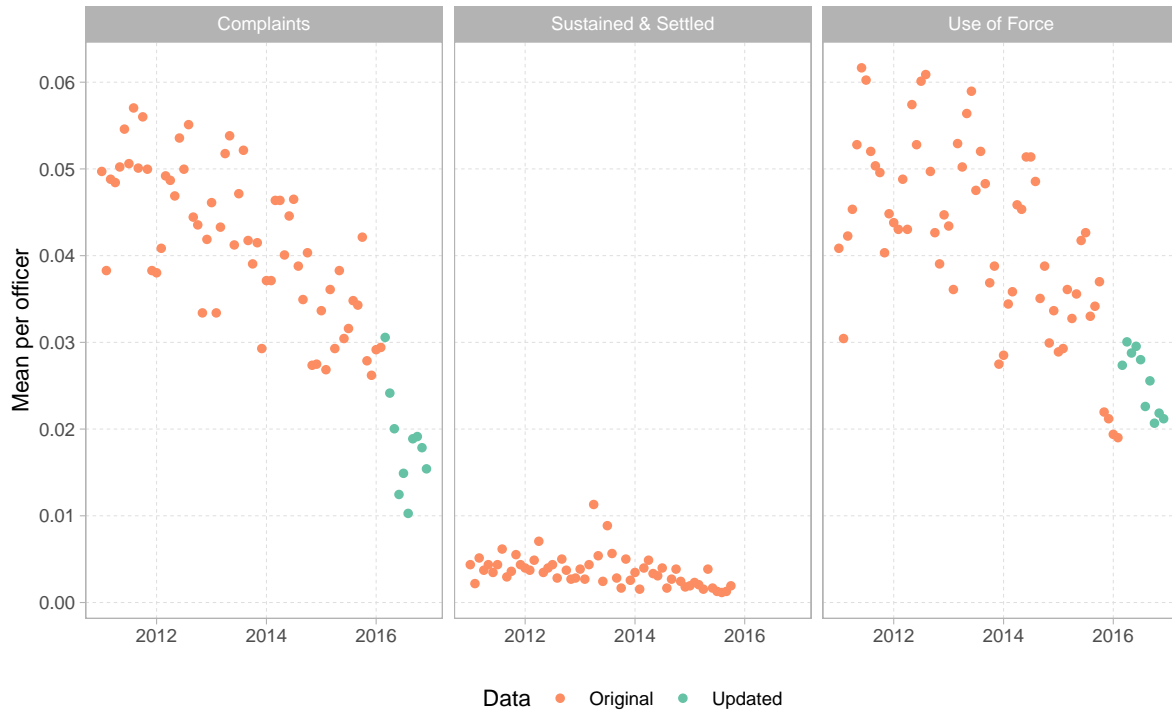 Complaints Sustained & Settled Use of Force
0.06
0.05
0.04
0.03
0.02
0.01
0.00
Mean per officer
2012 2014 2016 2012 2014 2016 2012 2014 2016
Data Original Updated